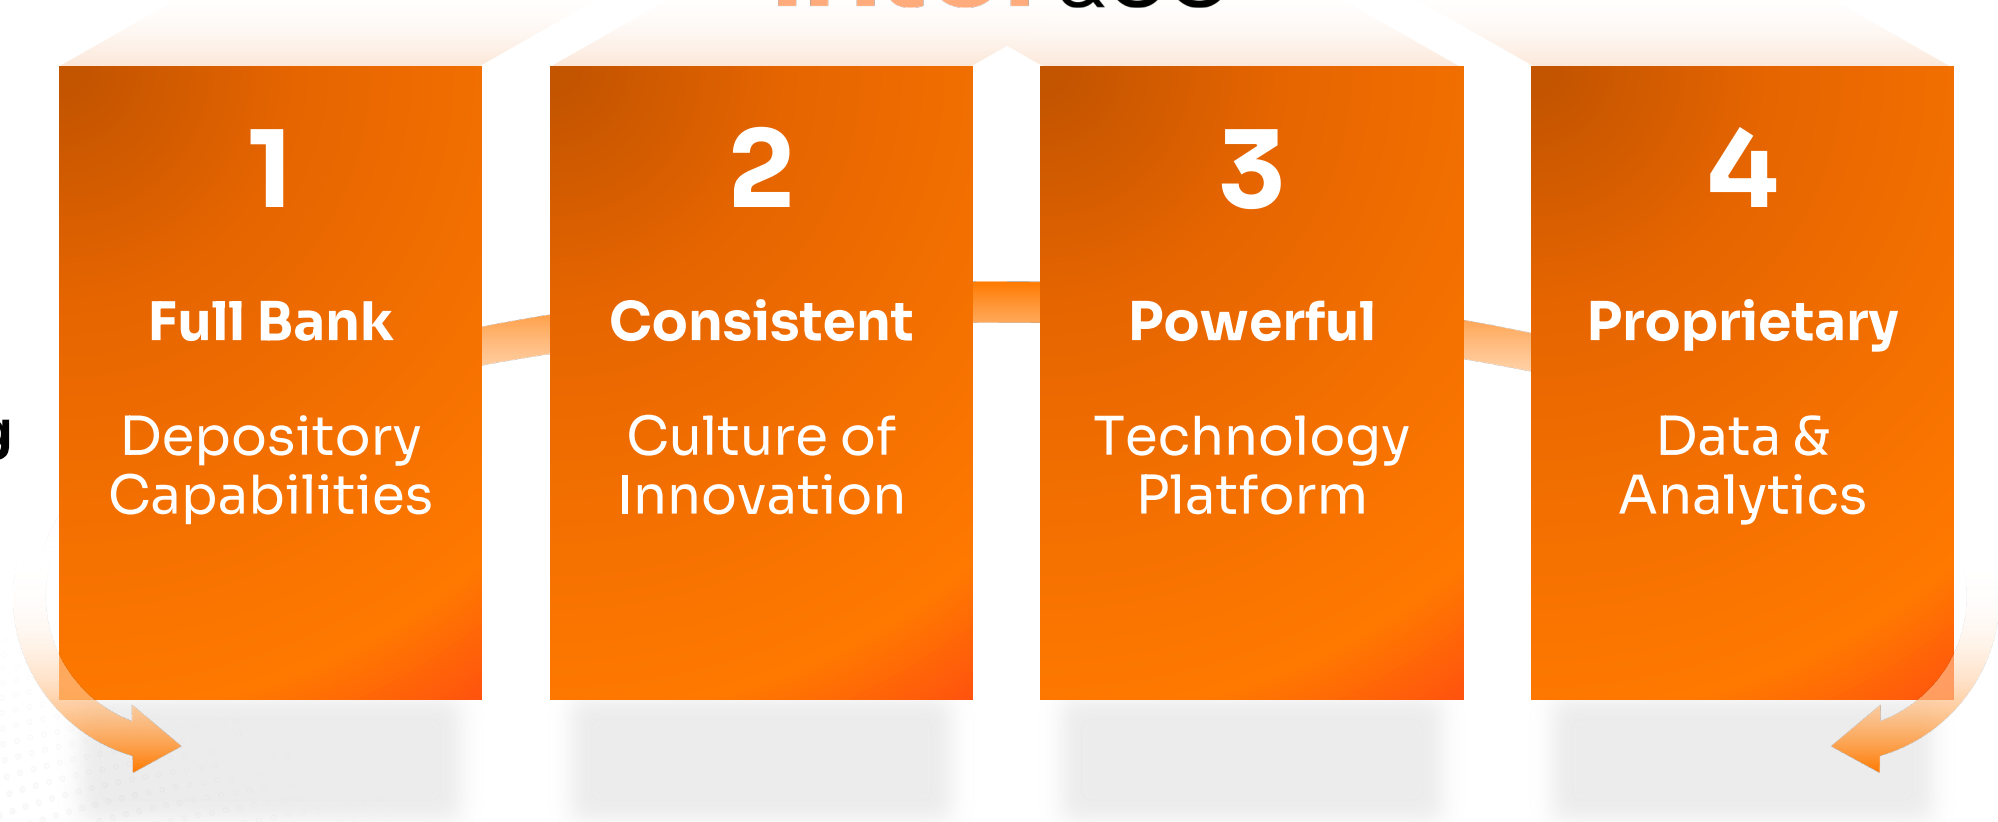 1
Full Bank
Depository
Capabilities
2
Consistent
Culture of
Innovation
3
Powerful
Technology
Platform
4
Proprietary
Data &
Analytics